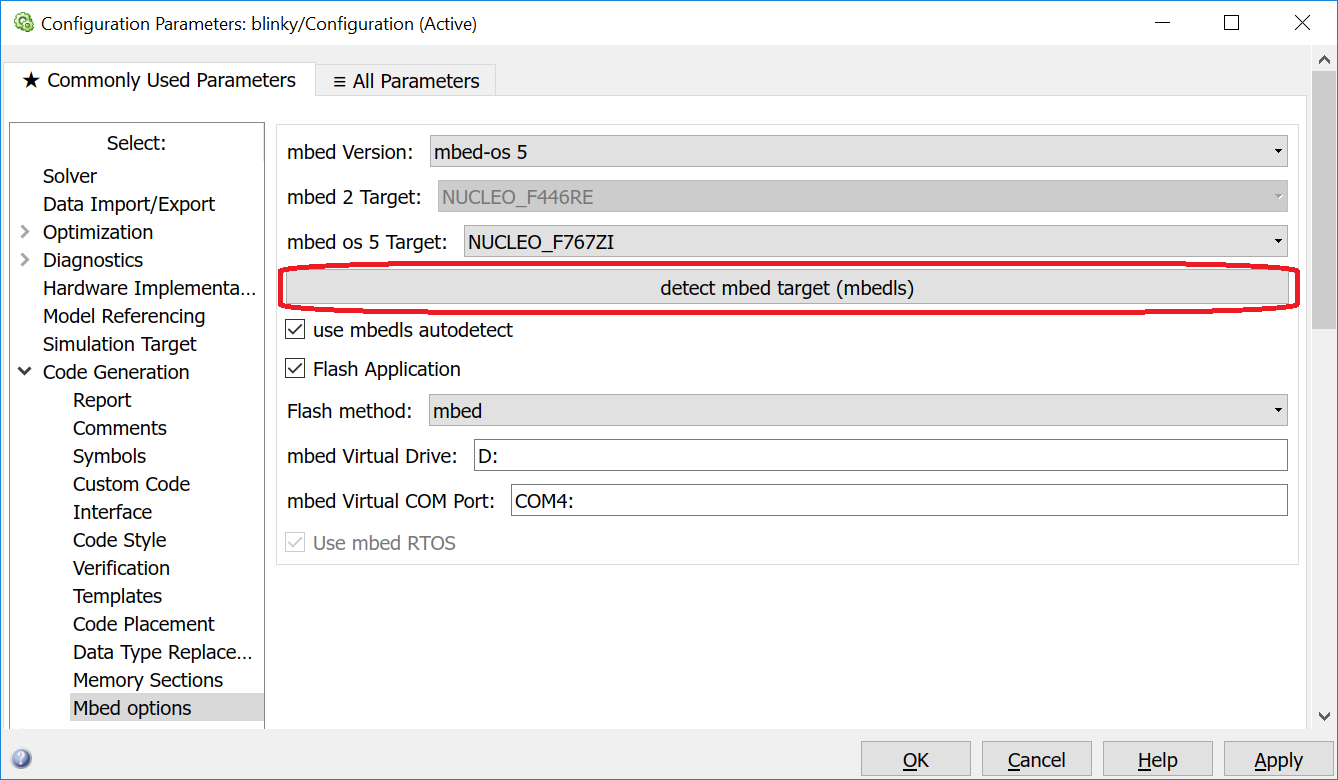 Configuration Parameters: blinky/Configuration (Active)
★ Commonly Used Parameters
≡ All Parameters
Select:
Solver
Data Import/Export
Optimization
Diagnostics
Hardware Implementa...
Model Referencing
Simulation Target
Code Generation
Report
Comments
Symbols
Custom Code
Interface
Code Style
Verification
Templates
Code Placement
Data Type Replace...
Memory Sections
Mbed options
mbed Version: mbed-os 5
mbed 2 Target: NUCLEO_F446RE
mbed os 5 Target: NUCLEO_F767ZI
detect mbed target (mbedls)
use mbedls autodetect
Flash Application
Flash method: mbed
mbed Virtual Drive: D:
mbed Virtual COM Port: COM4:
Use mbed RTOS
?
OK
Cancel
Help
Apply